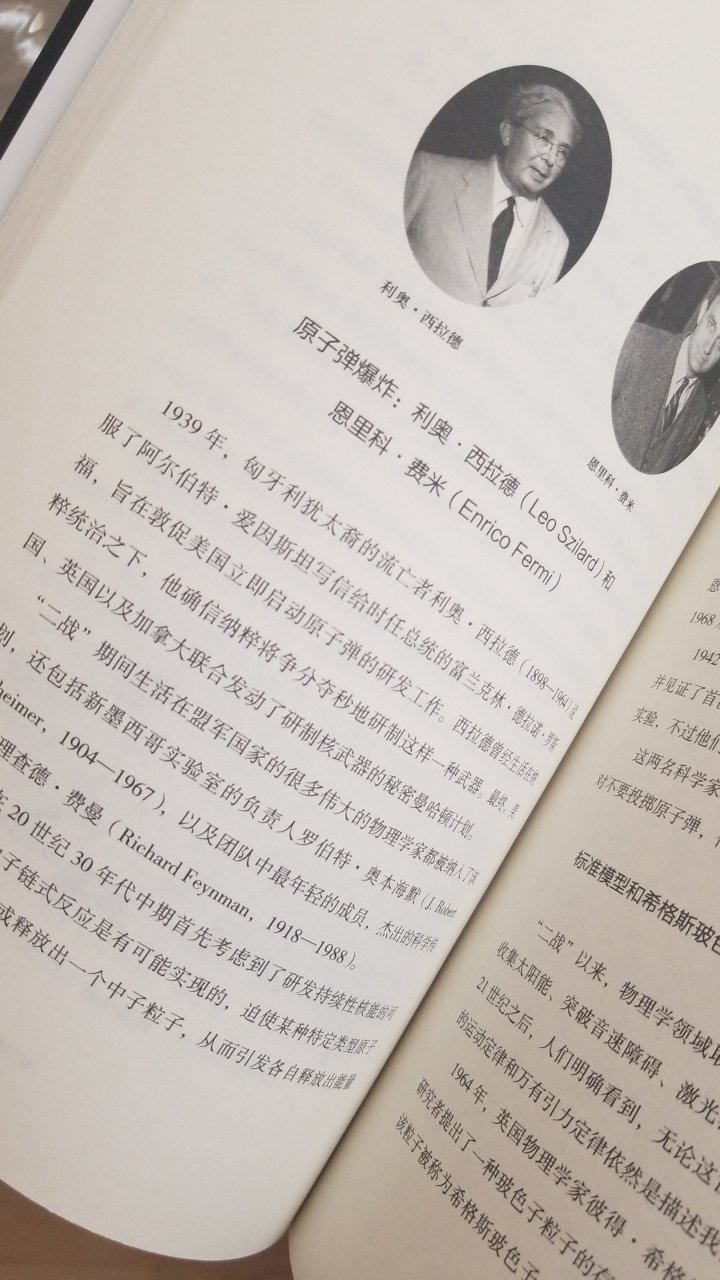 利奥·西拉德
恩里科·费米
原子弹爆炸：利奥·西拉德（Leo Szilard）和
恩里科·费米（Enrico Fermi）
1939 年，匈牙利犹太裔的流亡者利奥·西拉德（1898—1964）说
服了阿尔伯特·爱因斯坦写信给时任总统的富兰克林·德拉诺·罗斯
福，旨在敦促美国立即启动原子弹的研发工作。西拉德曾经生活在纳
粹统治之下，他确信纳粹将争分夺秒地研制这样一种武器。最终，美
国、英国以及加拿大联合发动了研制核武器的秘密曼哈顿计划。
“二战”期间生活在盟军国家的很多伟大的物理学家都被纳入了该
划，还包括新墨西哥实验室的负责人罗伯特·奥本海默（J. Robert
heimer，1904—1967），以及团队中最年轻的成员，杰出的科学传
理查德·费曼（Richard Feynman，1918—1988）。
20 世纪 30 年代中期首先考虑到了研发持续性核能的可
子链式反应是有可能实现的，迫使某种特定类型原子
或释放出一个中子粒子，从而引发各自释放出能量
1968
1942
并见证了首
实验，不过他们
这两名科学家
对不要投掷原子弹，
标准模型和希格斯玻色
“二战”以来，物理学领域取
收集太阳能、突破音速障碍、激光
21 世纪之后，人们明确看到，无论这
的运动定律和万有引力定律依然是描述我
1964 年，英国物理学家彼得·希格
研究者提出了一种玻色子粒子的存
该粒子被称为希格斯玻色子